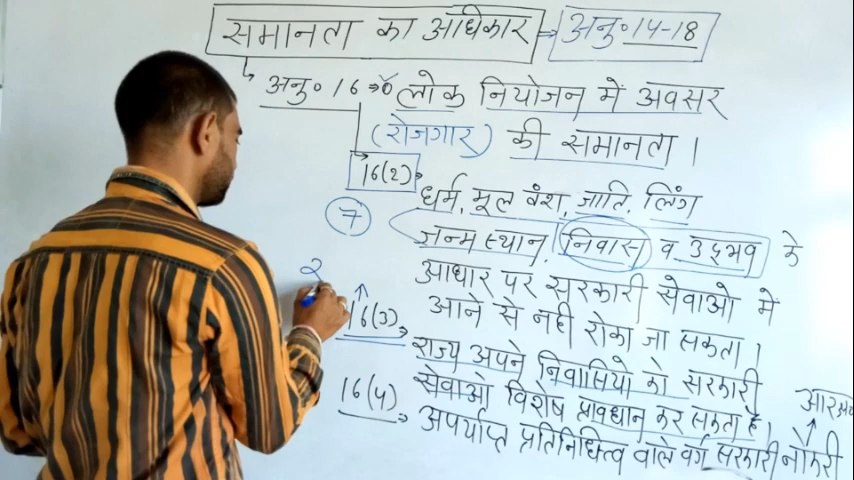 समानता का अधिकार ⇒ अनु० 14-18
अनु० 16 ⇒ लोक नियोजन में अवसर
(रोजगार) की समानता ।
16(2) धर्म, मूल वंश, जाति, लिंग
7 जन्म स्थान, निवास व उद्भव के
आधार पर सरकारी सेवाओ में
आने से नही रोका जा सकता ।
2
16(3) राज्य अपने निवासियो को सरकारी
सेवाओ विशेष प्रावधान कर सकता है ।
16(4) अपर्याप्त प्रतिनिधित्व वाले वर्ग सरकारी नौकरी